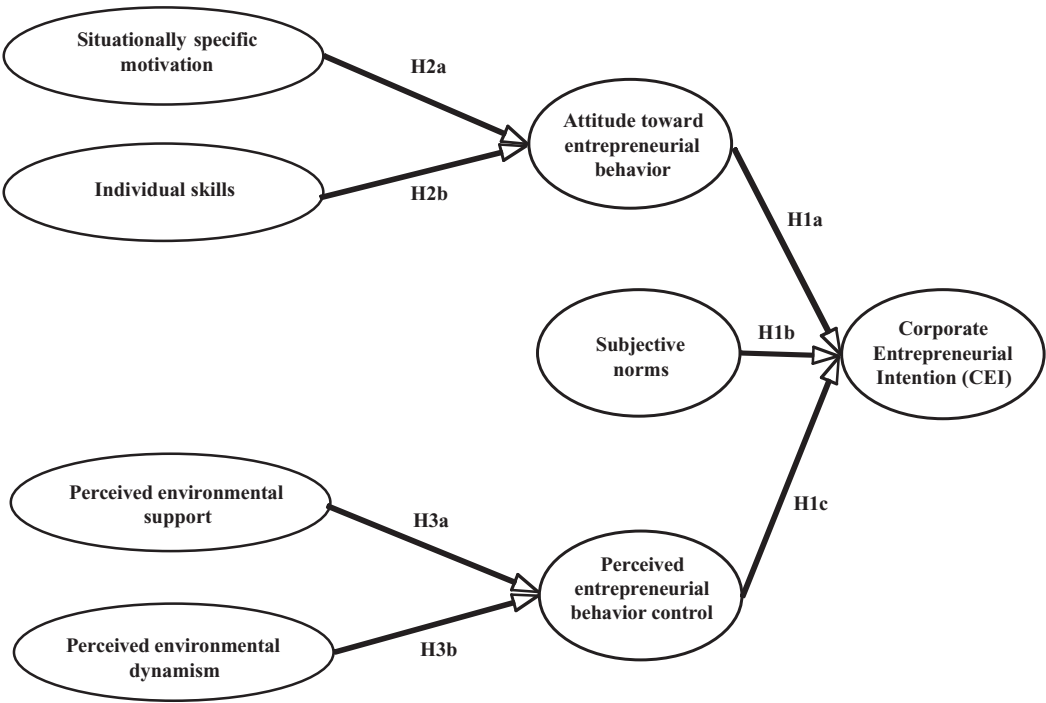 Situationally specific
motivation
H2a
Individual skills
H2b
Attitude toward
entrepreneurial
behavior
H1a
Subjective
norms
H1b
Corporate
Entrepreneurial
Intention (CEI)
Perceived environmental
support
H3a
Perceived environmental
dynamism
H3b
Perceived
entrepreneurial
behavior control
H1c